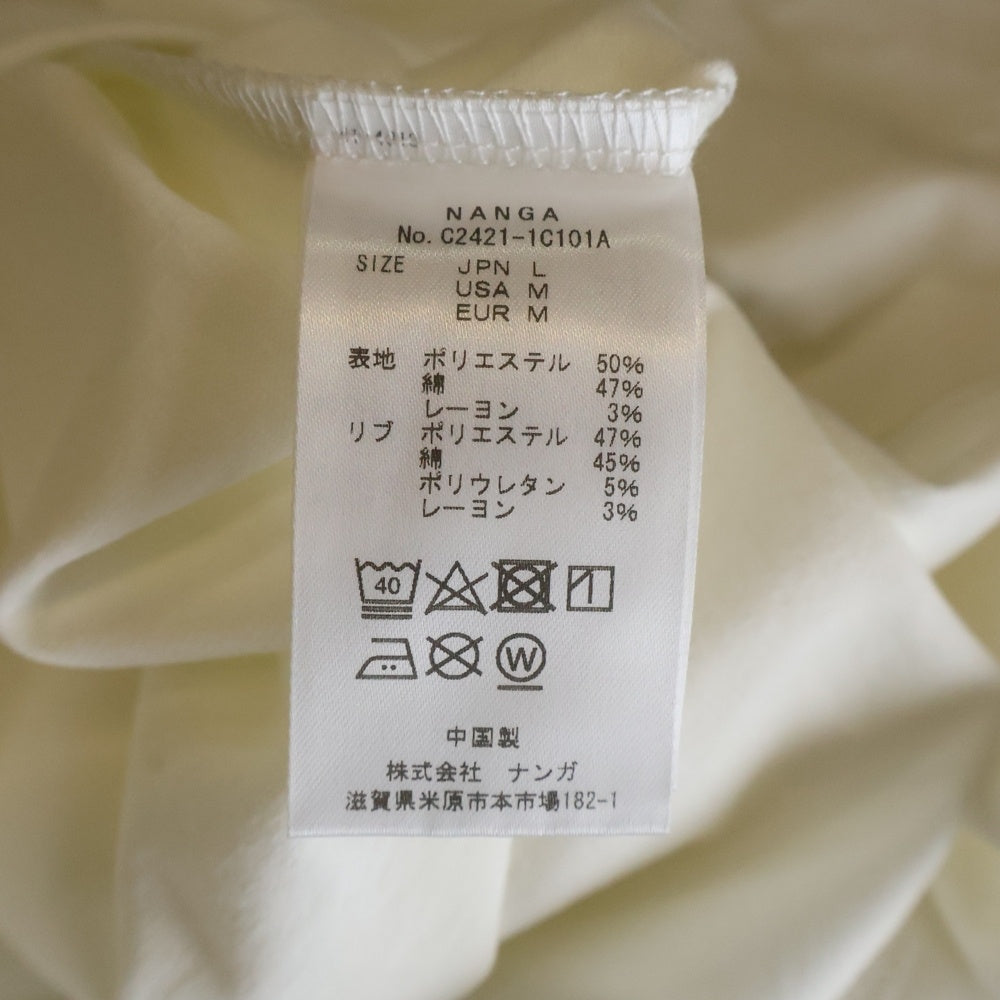 NANGA
No. C2421-1C101A
SIZE JPN L
USA M
EUR M
表地 ポリエステル 50%
綿 47%
レーヨン 3%
リブ ポリエステル 47%
綿 45%
ポリウレタン 5%
レーヨン 3%
40
W
中国製
株式会社 ナンガ
滋賀県米原市本市場182-1